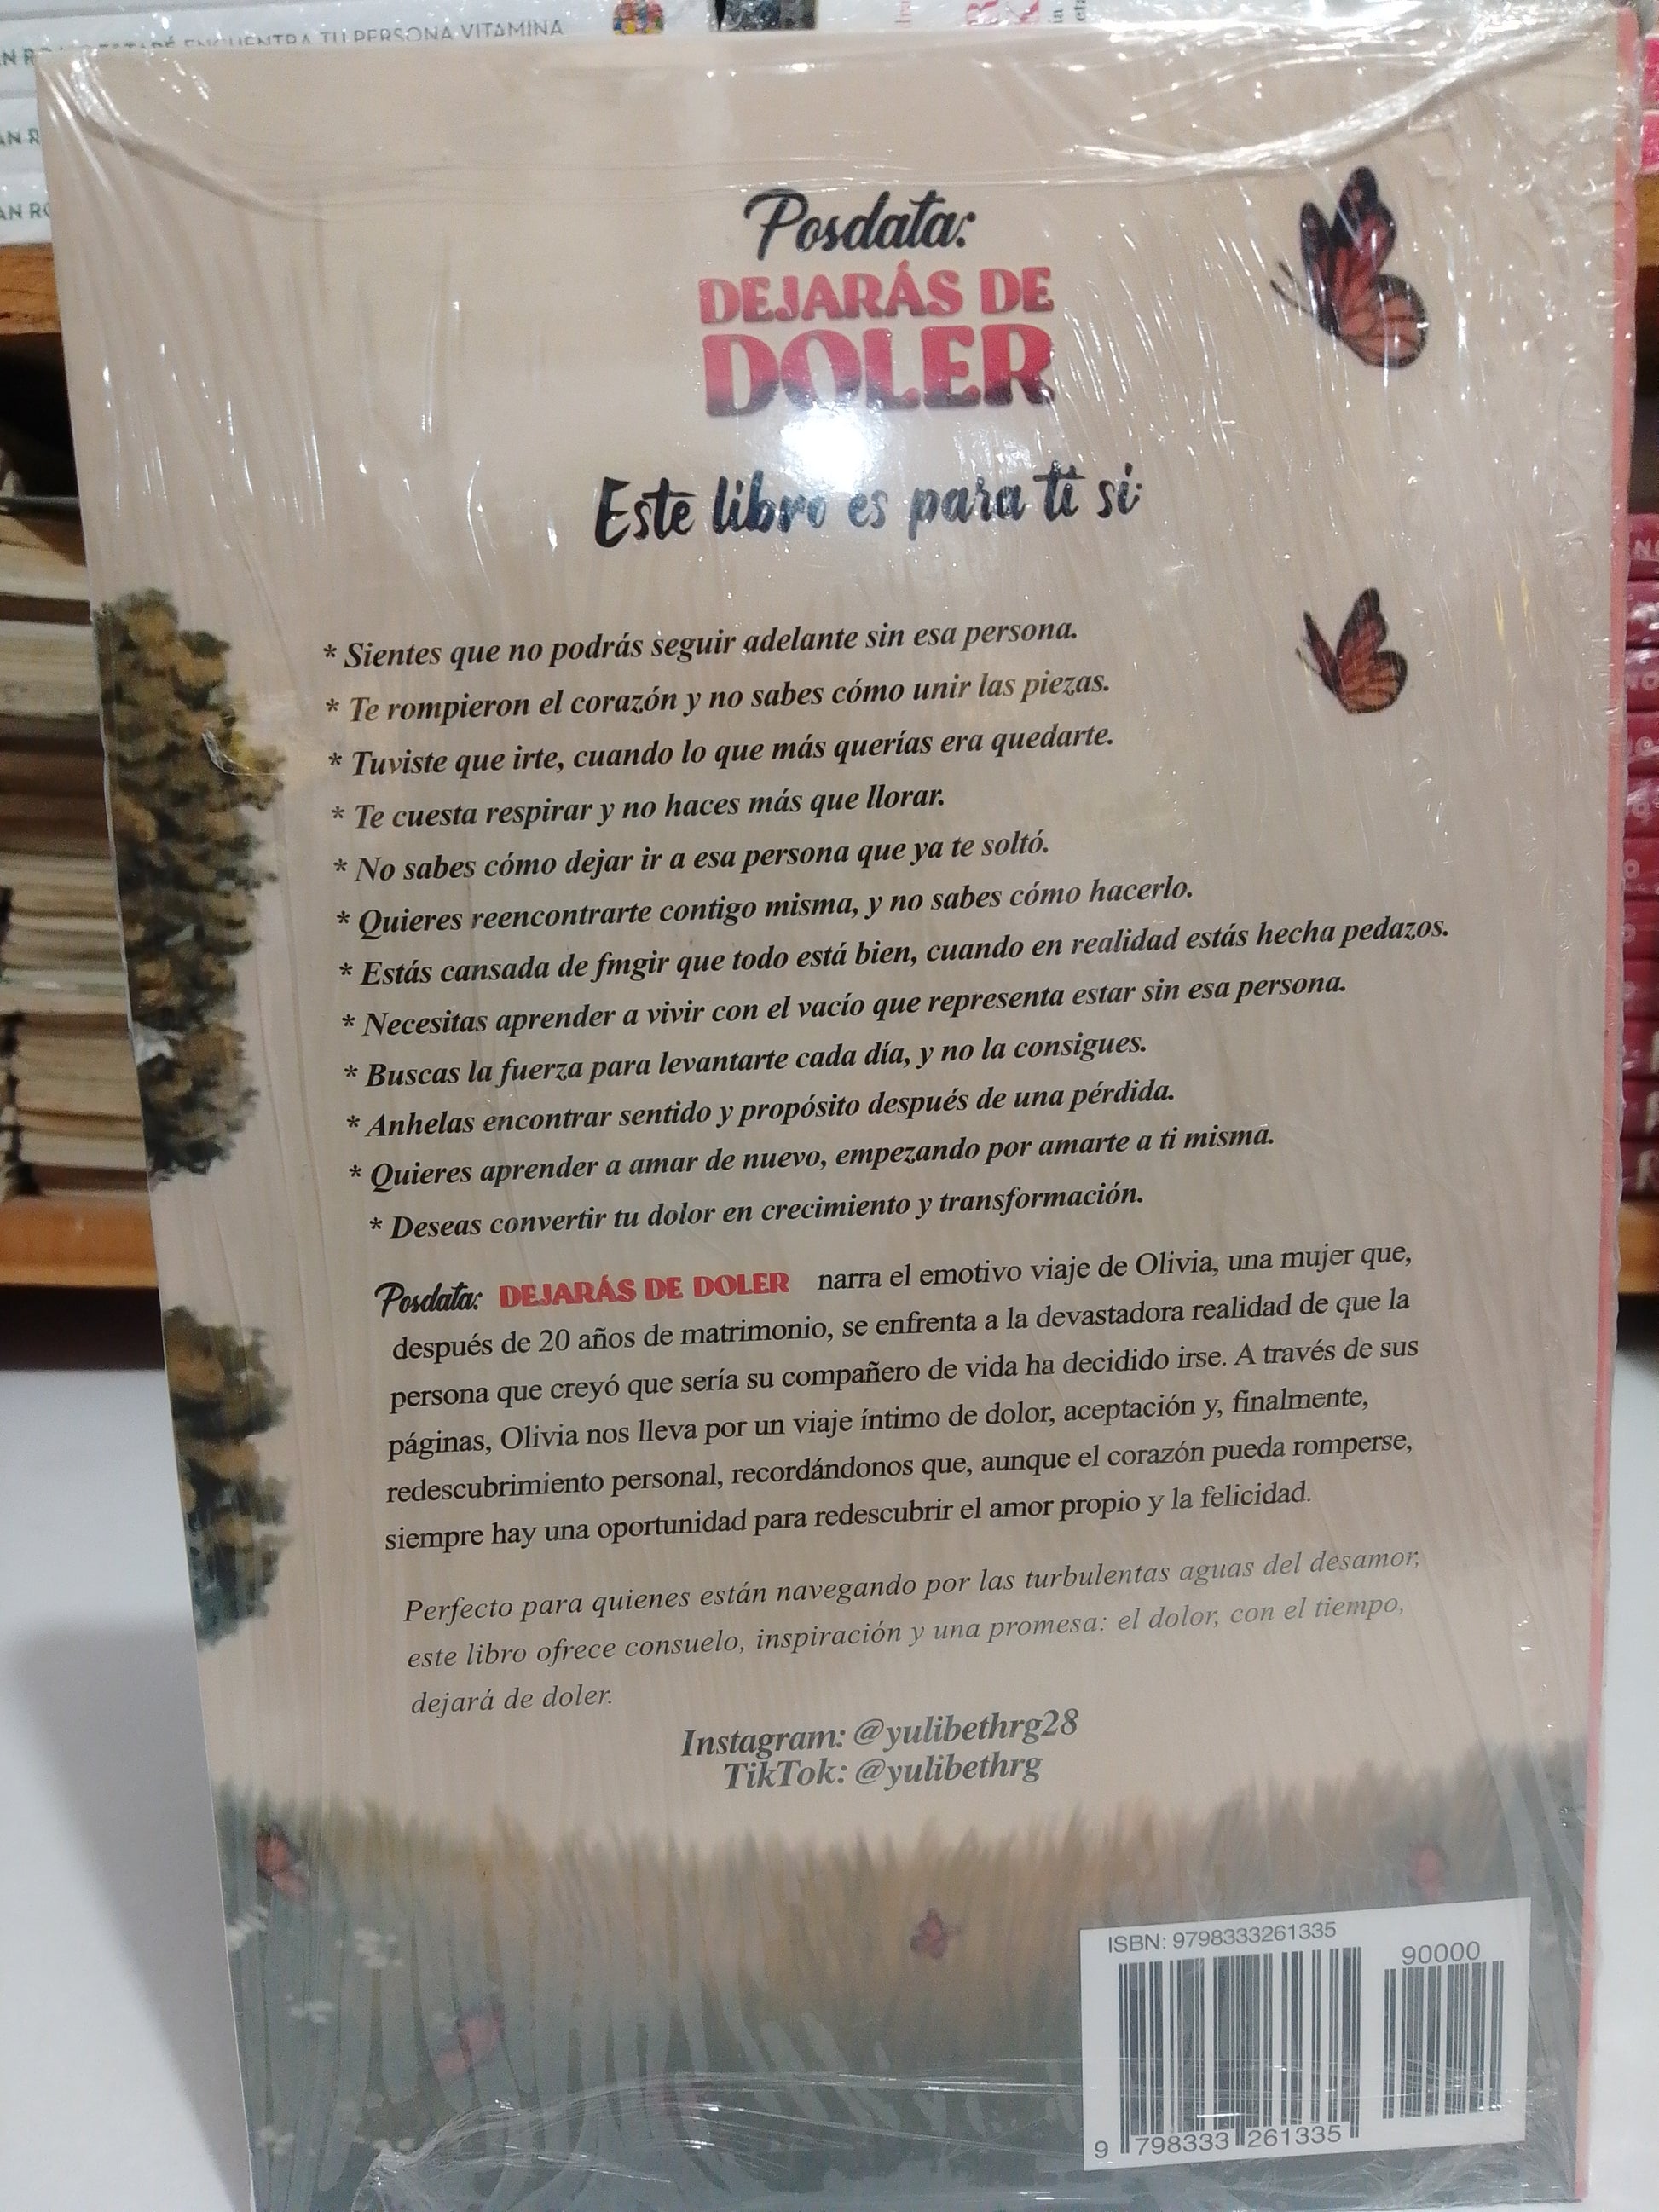 ENCUENTRA TU PERSONA VITAMINA
Posdata:
DEJARÁS DE
DOLER
Este libro es para ti si:
* Sientes que no podrás seguir adelante sin esa persona.
* Te rompieron el corazón y no sabes cómo unir las piezas.
* Tuviste que irte, cuando lo que más querías era quedarte.
* Te cuesta respirar y no haces más que llorar.
* No sabes cómo dejar ir a esa persona que ya te soltó.
* Quieres reencontrarte contigo misma, y no sabes cómo hacerlo.
* Estás cansada de fmgir que todo está bien, cuando en realidad estás hecha pedazos.
* Necesitas aprender a vivir con el vacío que representa estar sin esa persona.
* Buscas la fuerza para levantarte cada día, y no la consigues.
* Anhelas encontrar sentido y propósito después de una pérdida.
* Quieres aprender a amar de nuevo, empezando por amarte a ti misma.
* Deseas convertir tu dolor en crecimiento y transformación.
Posdata: DEJARÁS DE DOLER narra el emotivo viaje de Olivia, una mujer que,
después de 20 años de matrimonio, se enfrenta a la devastadora realidad de que la
persona que creyó que sería su compañero de vida ha decidido irse. A través de sus
páginas, Olivia nos lleva por un viaje íntimo de dolor, aceptación y, finalmente,
redescubrimiento personal, recordándonos que, aunque el corazón pueda romperse,
siempre hay una oportunidad para redescubrir el amor propio y la felicidad.
Perfecto para quienes están navegando por las turbulentas aguas del desamor,
este libro ofrece consuelo, inspiración y una promesa: el dolor, con el tiempo,
dejará de doler.
Instagram: @yulibethrg28
TikTok: @yulibethrg
ISBN: 9798333261335
90000
9 798333 261335